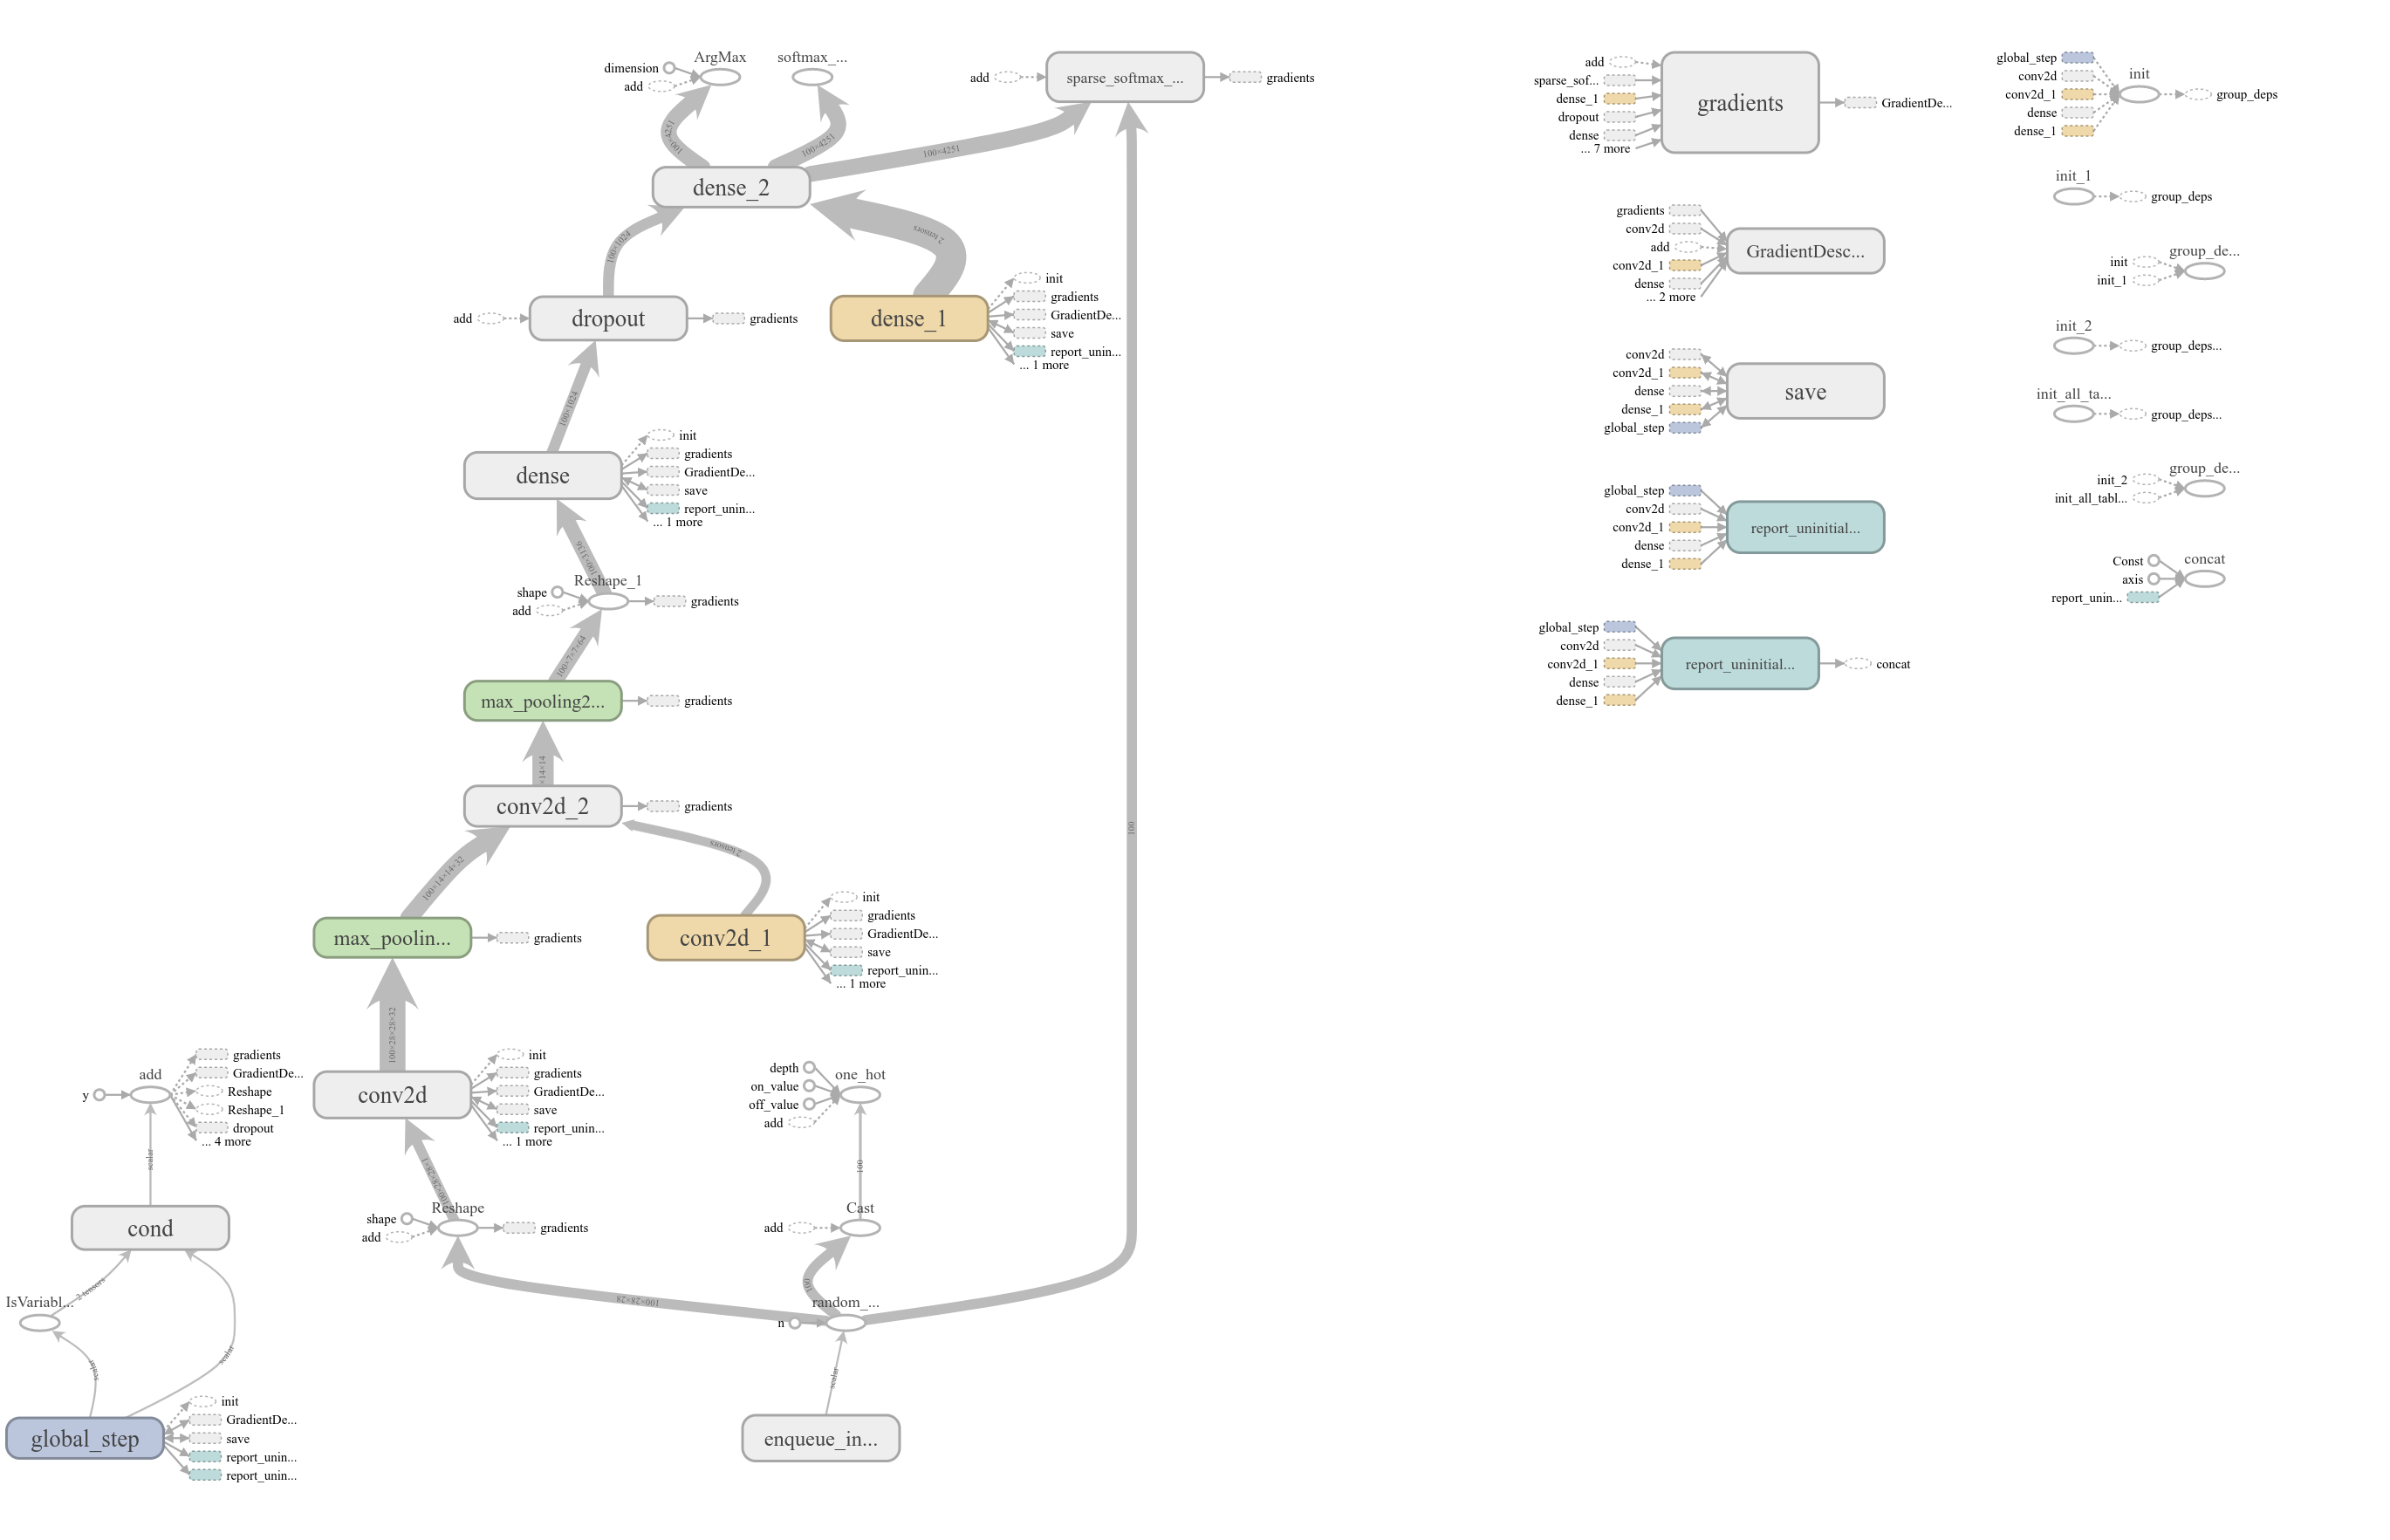 ArgMax
softmax_...
dimension
add
add
sparse_softmax_...
gradients
100×4251
100×4251
100×4251
dense_2
100×1024
2 tensors
add
dropout
gradients
dense_1
init
gradients
GradientDe...
save
report_unin...
... 1 more
100×1024
dense
init
gradients
GradientDe...
save
report_unin...
... 1 more
100×3136
Reshape_1
shape
add
gradients
100×7×7×64
max_pooling2...
gradients
×14×14
conv2d_2
gradients
100
2 tensors
100×14×14×32
max_poolin...
gradients
conv2d_1
init
gradients
GradientDe...
save
report_unin...
... 1 more
100×28×28×32
add
y
gradients
GradientDe...
Reshape
Reshape_1
dropout
... 4 more
conv2d
init
gradients
GradientDe...
save
report_unin...
... 1 more
one_hot
depth
on_value
off_value
add
scalar
100×28×28×1
100
cond
Reshape
shape
add
gradients
Cast
add
2 tensors
IsVariabl...
100×28×28
100
random_...
n
scalar
scalar
scalar
global_step
init
GradientDe...
save
report_unin...
report_unin...
enqueue_in...
add
sparse_sof...
dense_1
dropout
dense
... 7 more
gradients
GradientDe...
gradients
conv2d
add
conv2d_1
dense
... 2 more
GradientDesc...
conv2d
conv2d_1
dense
dense_1
global_step
save
global_step
conv2d
conv2d_1
dense
dense_1
report_uninitial...
global_step
conv2d
conv2d_1
dense
dense_1
report_uninitial...
concat
global_step
conv2d
conv2d_1
dense
dense_1
init
group_deps
init_1
group_deps
group_de...
init
init_1
init_2
group_deps...
init_all_ta...
group_deps...
group_de...
init_2
init_all_tabl...
concat
Const
axis
report_unin...